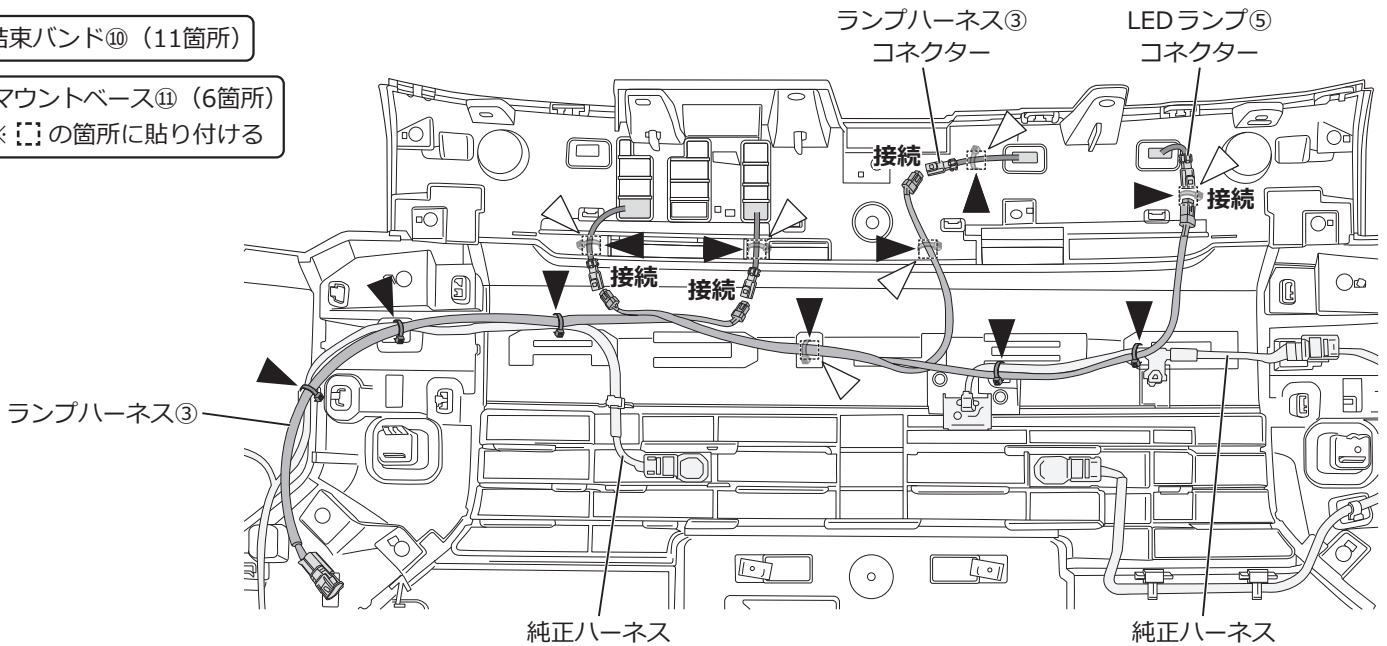 束バンド⑩（11箇所）
マウントベース⑪（6箇所）
※ の箇所に貼り付ける
ランプハーネス③
コネクター
LEDランプ⑤
コネクター
接続
接続
接続
接続
ランプハーネス③
純正ハーネス
純正ハーネス